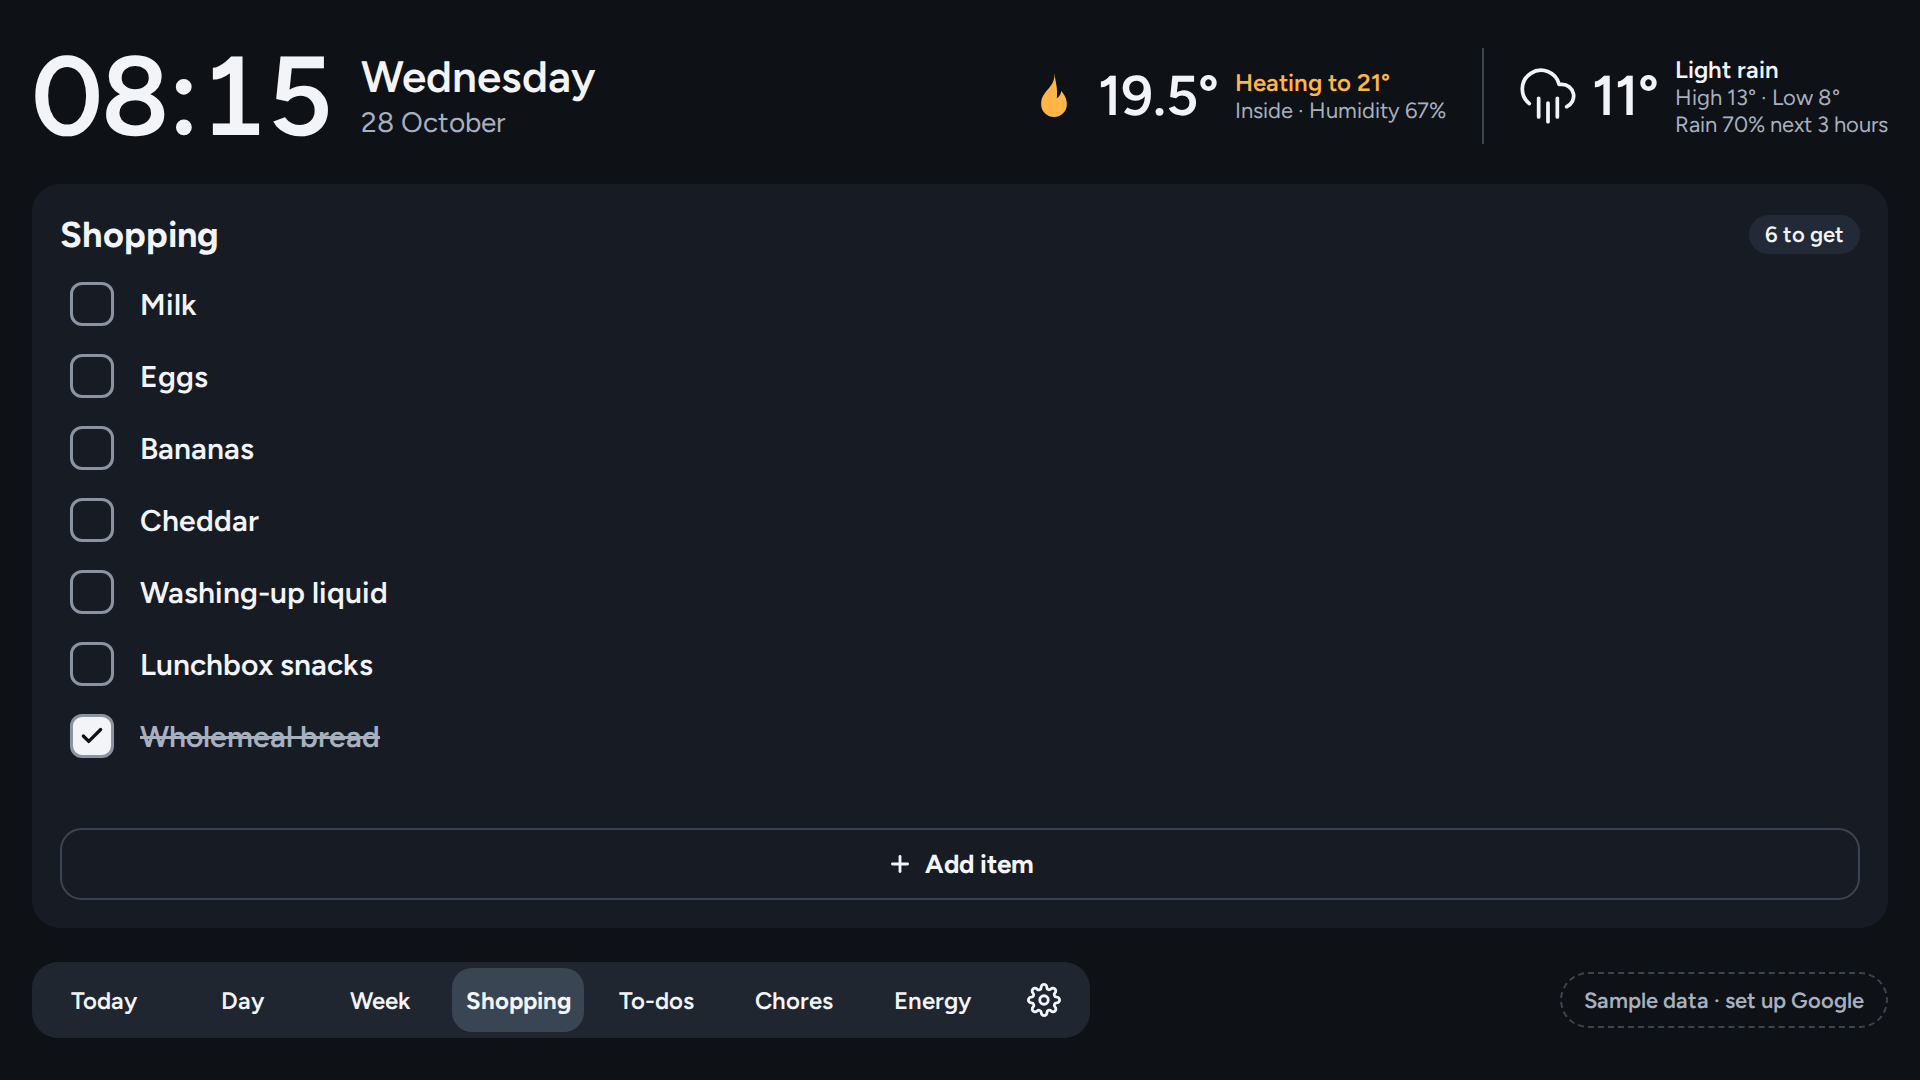 08:15
Wednesday
28 October
19.5°
Heating to 21°
Inside · Humidity 67%
11°
Light rain
High 13° · Low 8°
Rain 70% next 3 hours
Shopping
6 to get
Milk
Eggs
Bananas
Cheddar
Washing-up liquid
Lunchbox snacks
Wholemeal bread
+ Add item
Today
Day
Week
Shopping
To-dos
Chores
Energy
Sample data · set up Google